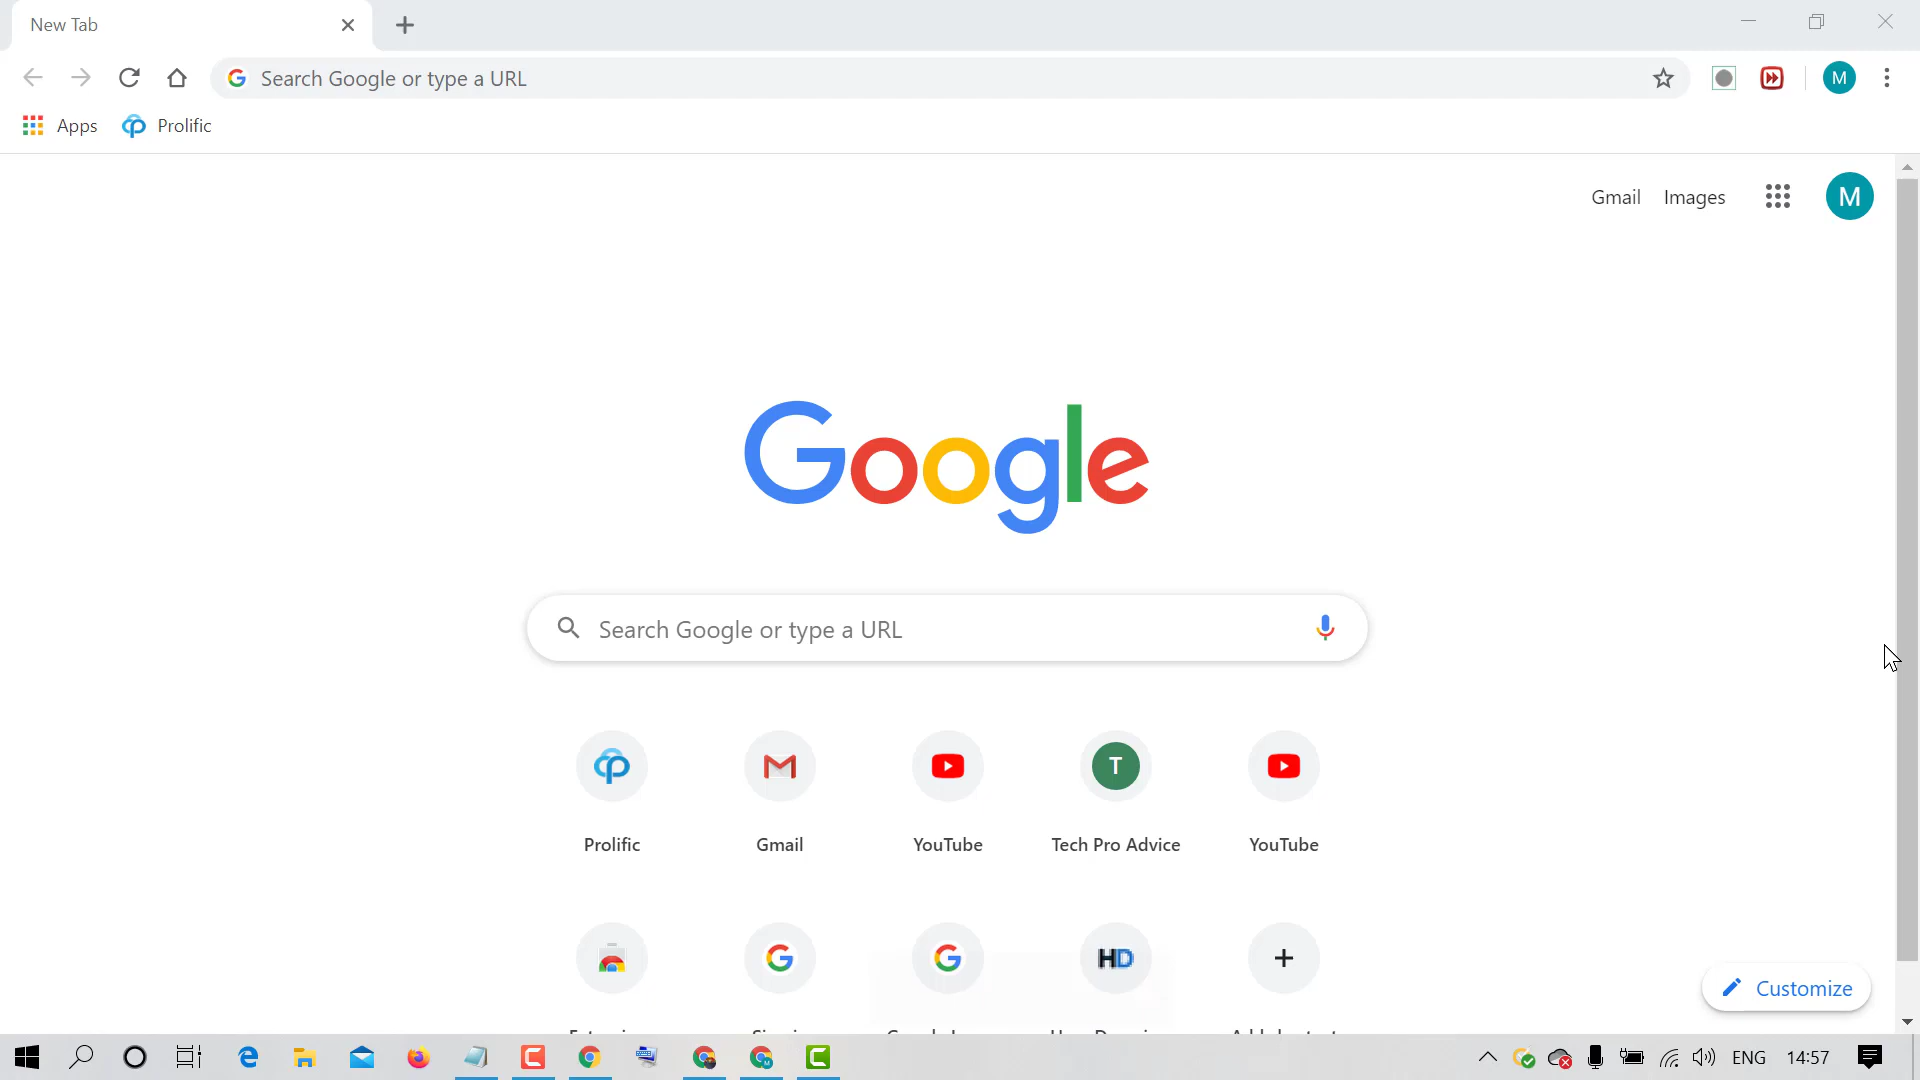 New Tab
Search Google or type a URL
M
Apps
Prolific
Gmail
Images
M
Google
Search Google or type a URL
T
Prolific
Gmail
YouTube
Tech Pro Advice
YouTube
HD
Customize
ENG
14:57